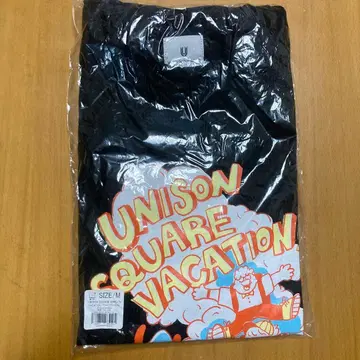 U
UNISON
SQUARE
VACATION
SIZE/M